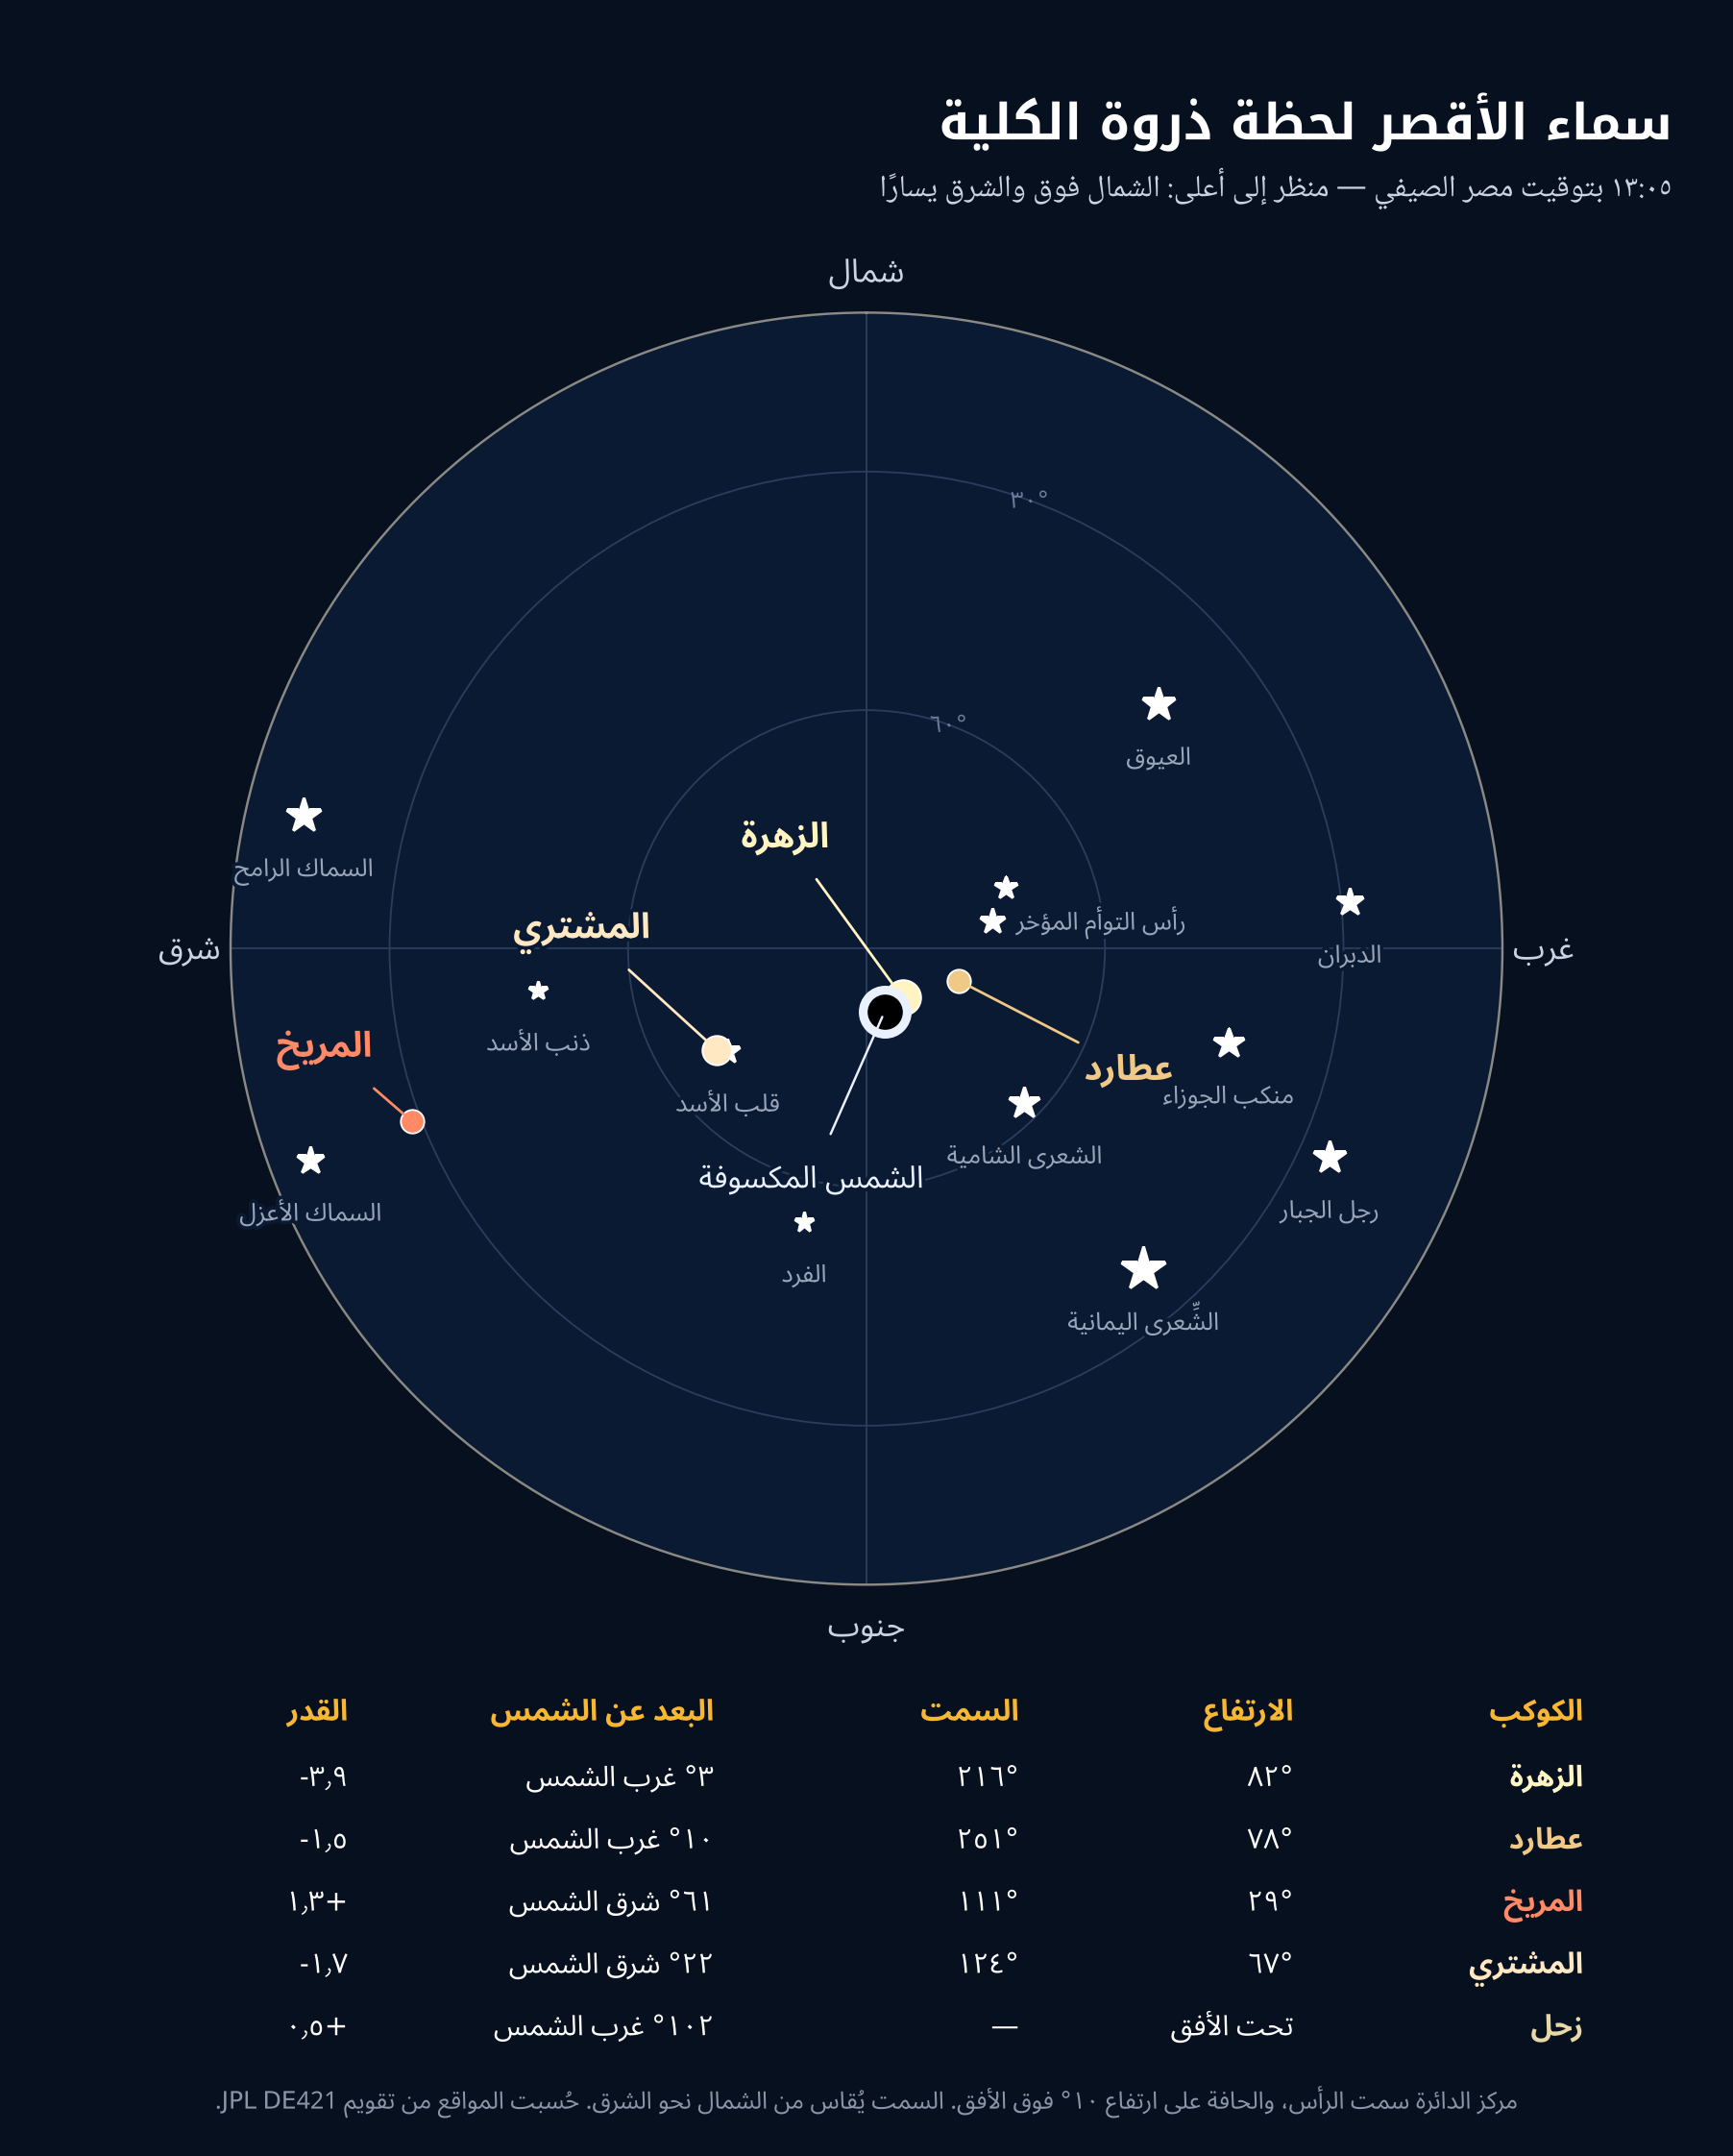 سماء الأقصر لحظة ذروة الكلية
١٣:٠٥ بتوقيت مصر الصيفي — منظر إلى أعلى: الشمال فوق والشرق يسارًا
شمال
٣٠°
٦٠°
العيوق
السماك الرامح
الزهرة
المشتري
رأس التوأم المؤخر
الدبران
شرق
غرب
ذنب الأسد
المريخ
عطارد
منكب الجوزاء
قلب الأسد
الشعرى الشامية
الشمس المكسوفة
السماك الأعزل
رجل الجبار
الفرد
الشِّعرى اليمانية
جنوب
الكوكب الارتفاع السمت البعد عن الشمس القدر
الزهرة ٨٢° ٢١٦° ٣° غرب الشمس -٣٫٩
عطارد ٧٨° ٢٥١° ١٠° غرب الشمس -١٫٥
المريخ ٢٩° ١١١° ٦١° شرق الشمس +١٫٣
المشتري ٦٧° ١٢٤° ٢٢° شرق الشمس -١٫٧
زحل تحت الأفق — ١٠٢° غرب الشمس +٠٫٥
مركز الدائرة سمت الرأس، والحافة على ارتفاع ١٠° فوق الأفق. السمت يُقاس من الشمال نحو الشرق. حُسبت المواقع من تقويم JPL DE421.